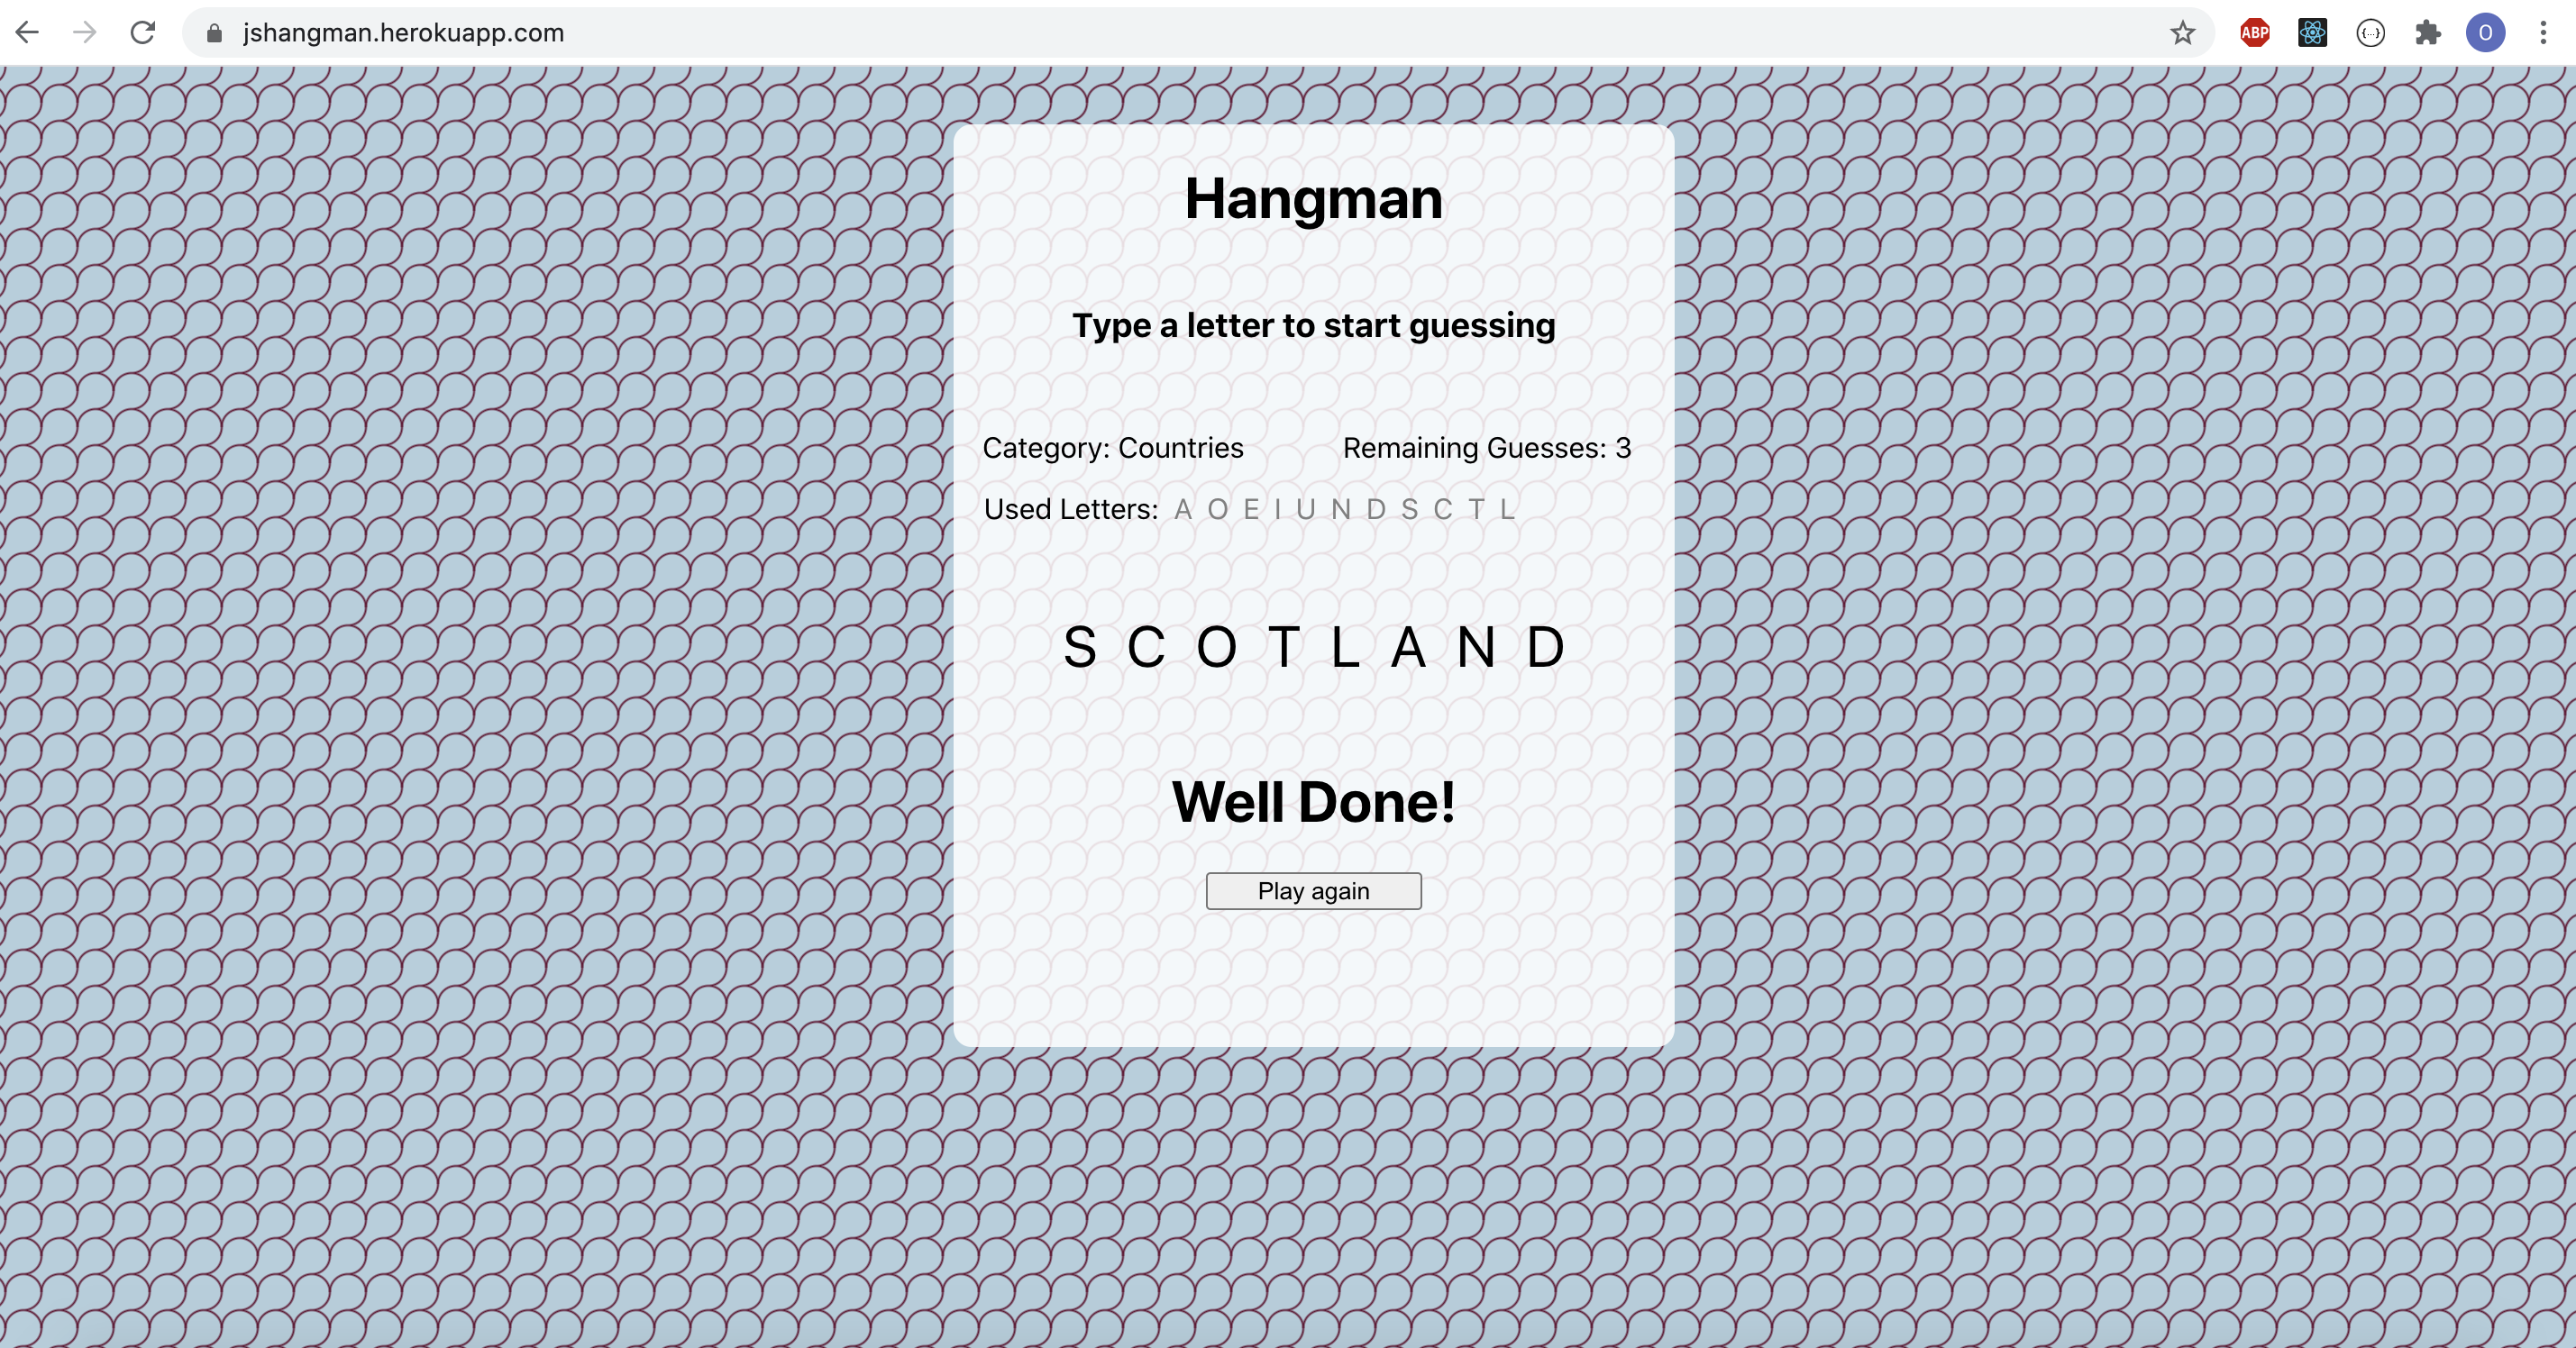 jshangman.herokuapp.com
ABP
{···}
O
Hangman
Type a letter to start guessing
Category: Countries Remaining Guesses: 3
Used Letters: A O E I U N D S C T L
S C O T L A N D
Well Done!
Play again